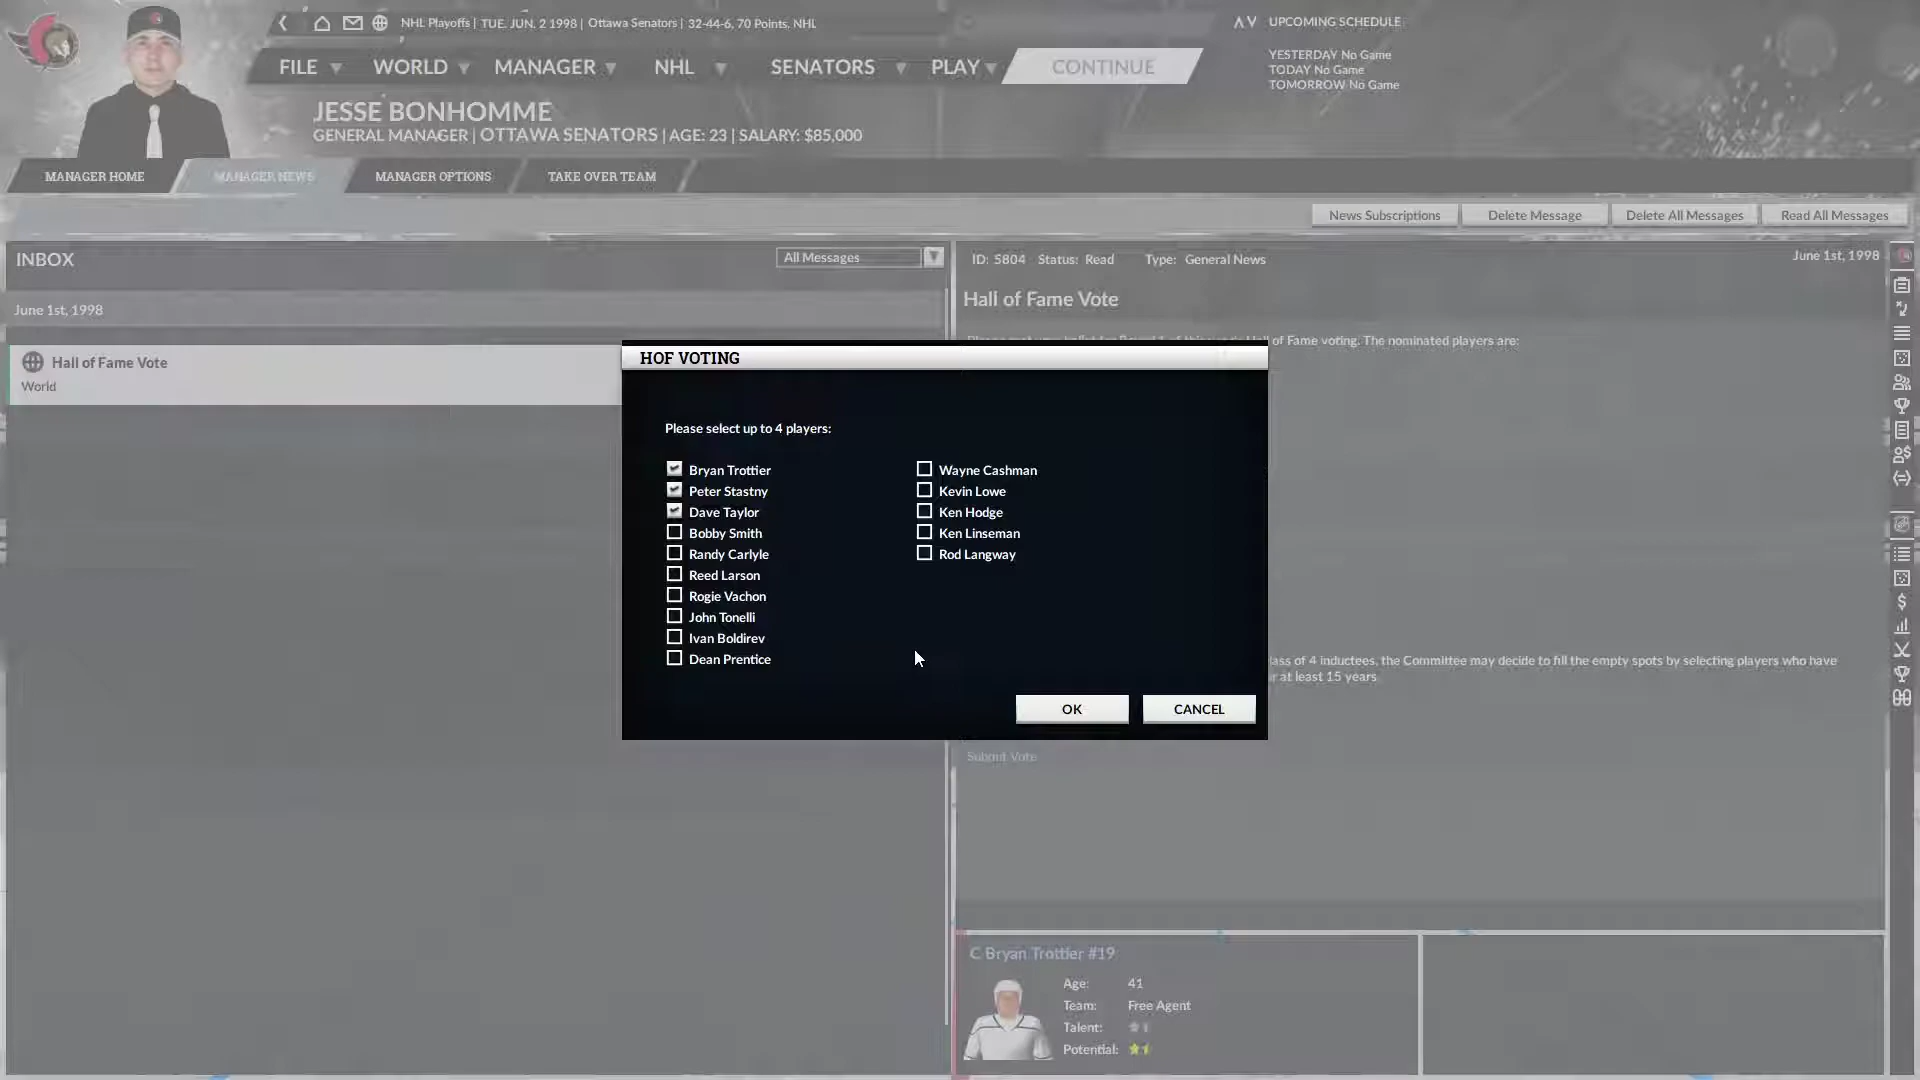 NHL Playoffs | TUE. JUN. 2 1998 | Ottawa Senators | 32-44-6, 70 Points, NHL
UPCOMING SCHEDULE
YESTERDAY No Game
TODAY No Game
TOMORROW No Game
FILE WORLD MANAGER NHL SENATORS PLAY CONTINUE
JESSE BONHOMME
GENERAL MANAGER | OTTAWA SENATORS | AGE: 23 | SALARY: $85,000
MANAGER HOME MANAGER NEWS MANAGER OPTIONS TAKE OVER TEAM
News Subscriptions Delete Message Delete All Messages Read All Messages
INBOX All Messages
June 1st, 1998
Hall of Fame Vote
World
ID: 5804 Status: Read Type: General News June 1st, 1998
Hall of Fame Vote
of Fame voting. The nominated players are:
HOF VOTING
Please select up to 4 players:
Bryan Trottier
Peter Stastny
Dave Taylor
Bobby Smith
Randy Carlyle
Reed Larson
Rogie Vachon
John Tonelli
Ivan Boldirev
Dean Prentice
Wayne Cashman
Kevin Lowe
Ken Hodge
Ken Linseman
Rod Langway
OK CANCEL
of 4 inductees, the Committee may decide to fill the empty spots by selecting players who have
at least 15 years
Submit Vote
C Bryan Trottier #19
Age: 41
Team: Free Agent
Talent:
Potential: